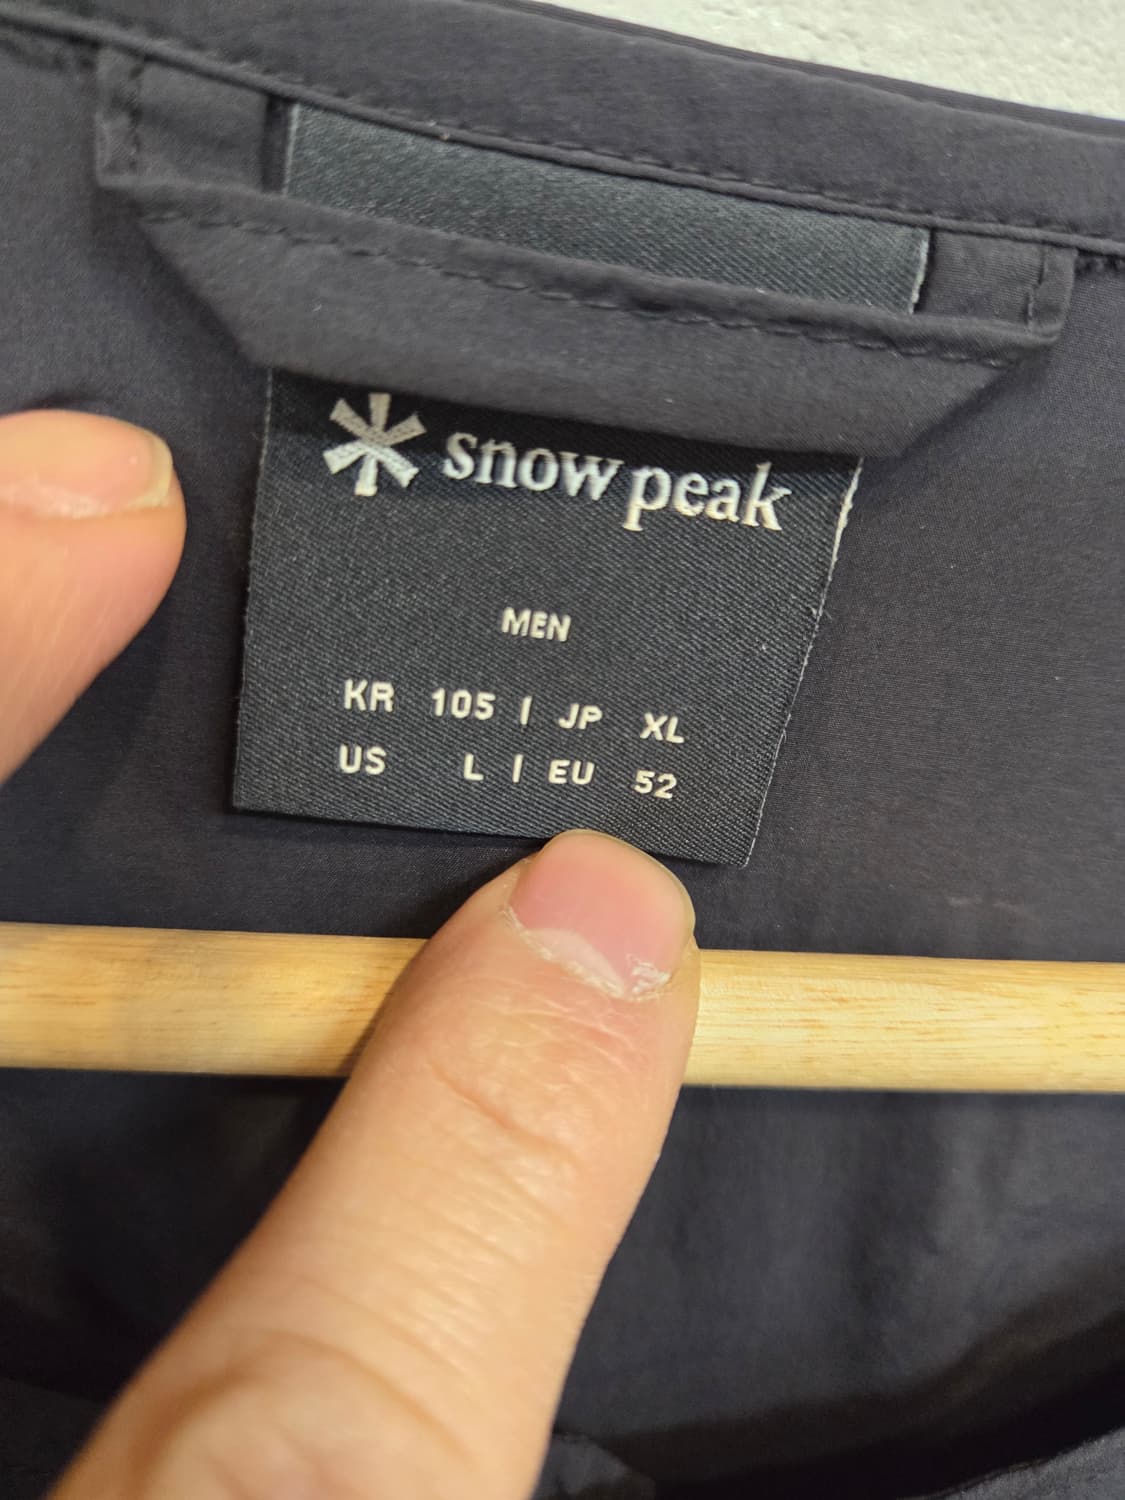 snow peak
MEN
KR 105 | JP XL
US L | EU 52